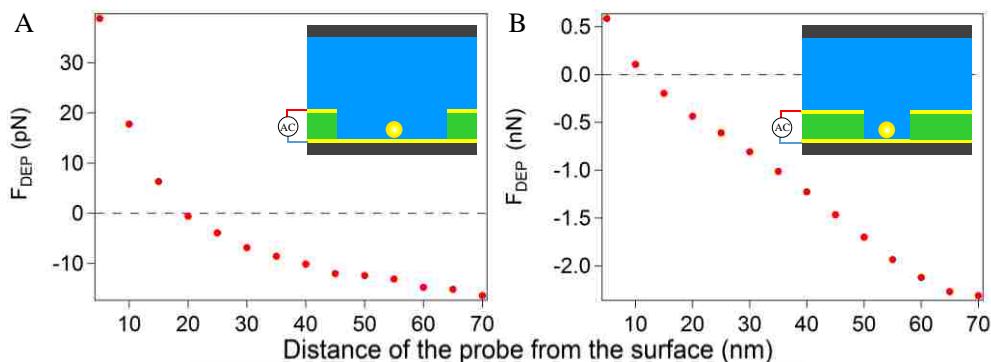 A
F_DEP (pN)
30
20
10
0
-10
10 20 30 40 50 60 70
AC
B
F_DEP (nN)
0.5
0.0
-0.5
-1.0
-1.5
-2.0
10 20 30 40 50 60 70
AC
Distance of the probe from the surface (nm)